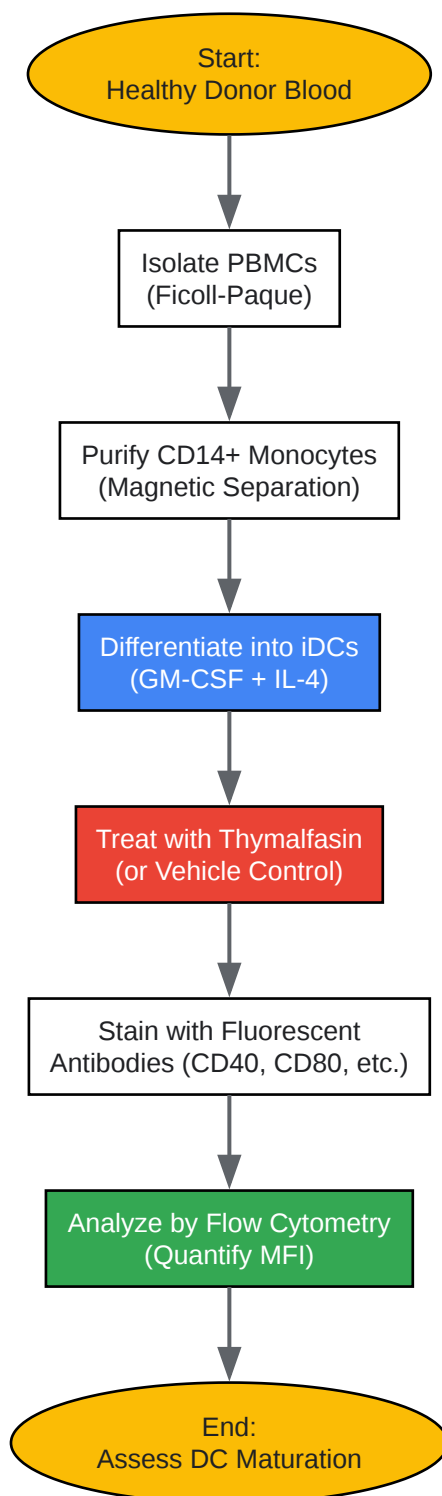 Start:
Healthy Donor Blood
Isolate PBMCs
(Ficoll-Paque)
Purify CD14+ Monocytes
(Magnetic Separation)
Differentiate into iDCs
(GM-CSF + IL-4)
Treat with Thymalfasin
(or Vehicle Control)
Stain with Fluorescent
Antibodies (CD40, CD80, etc.)
Analyze by Flow Cytometry
(Quantify MFI)
End:
Assess DC Maturation